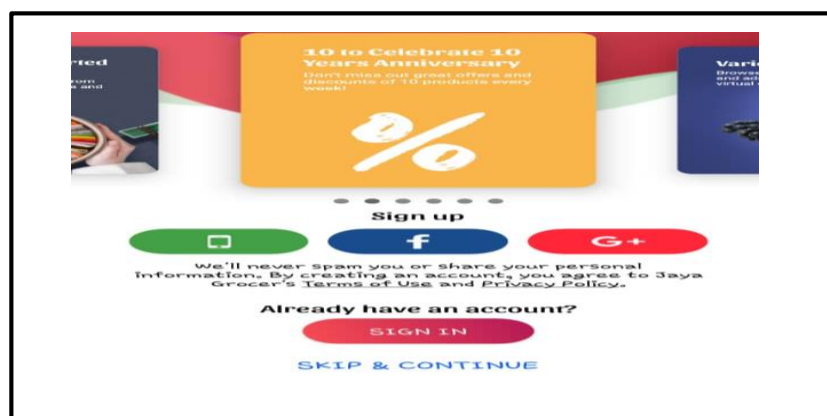 10 to Celebrate 10
Years Anniversary
Don't miss out great offers and
discounts of 10 products every
week!
%
Sign up
f
G+
We'll never spam you or share your personal
information. By creating an account, you agree to Jaya
Grocer's Terms of Use and Privacy Policy.
Already have an account?
SIGN IN
SKIP & CONTINUE